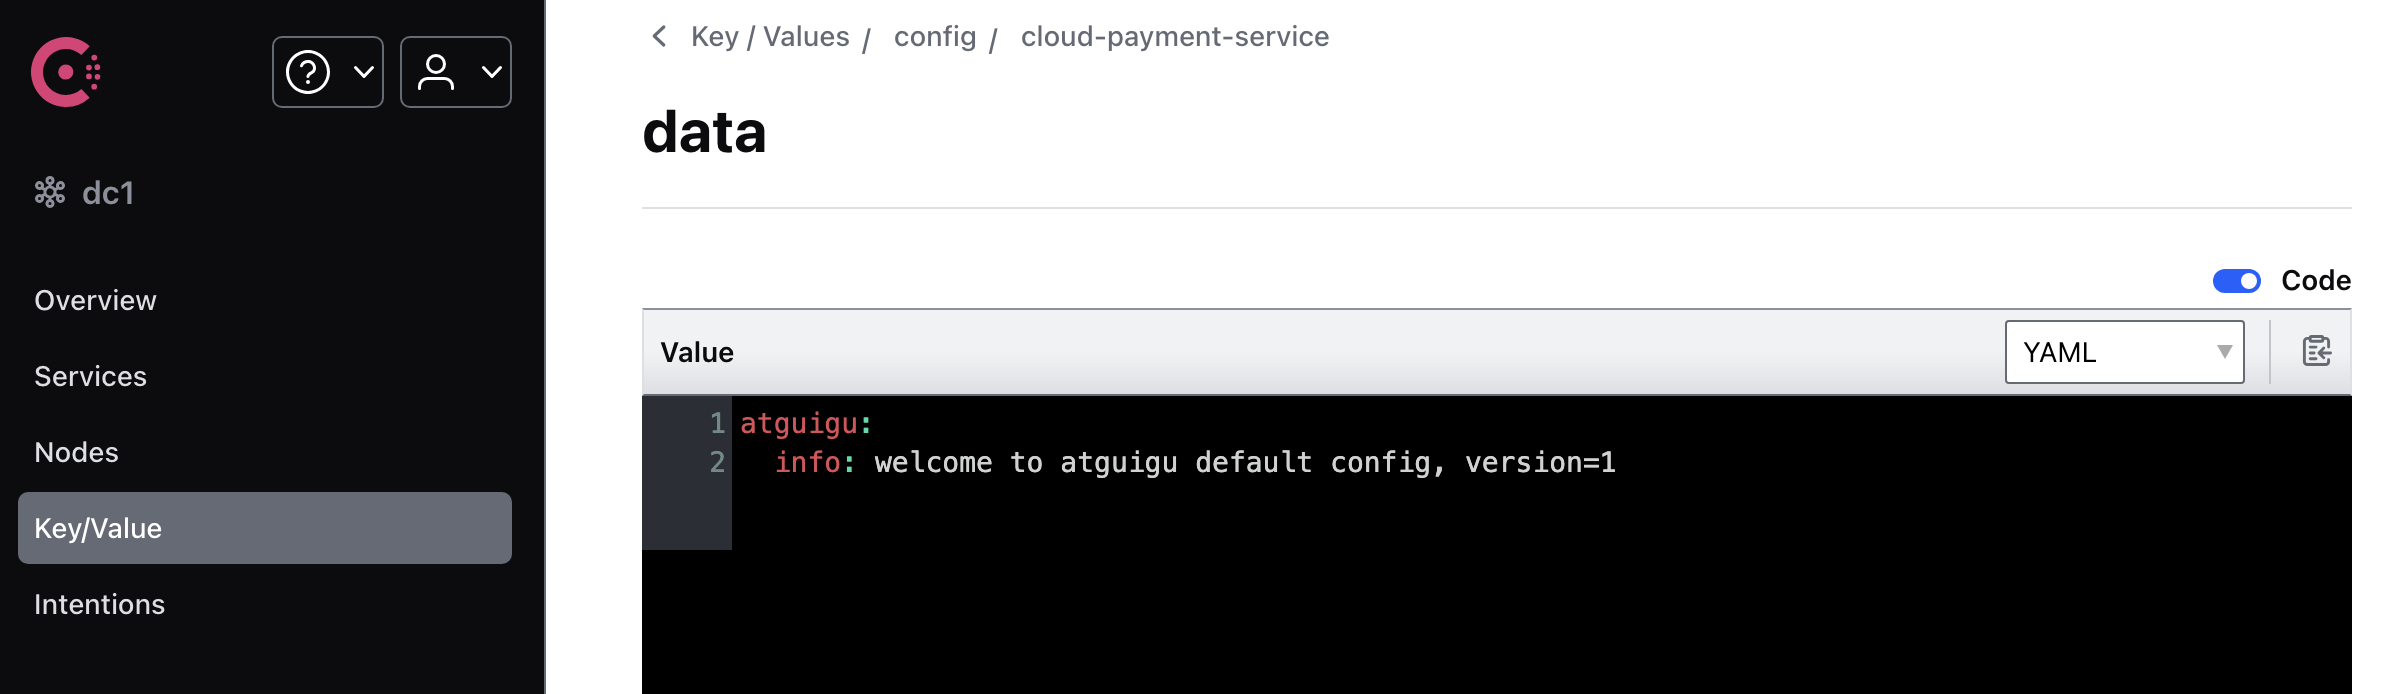 dc1
Overview
Services
Nodes
Key/Value
Intentions
Key / Values / config / cloud-payment-service
data
Code
Value
YAML
1 atguigu:
2   info: welcome to atguigu default config, version=1